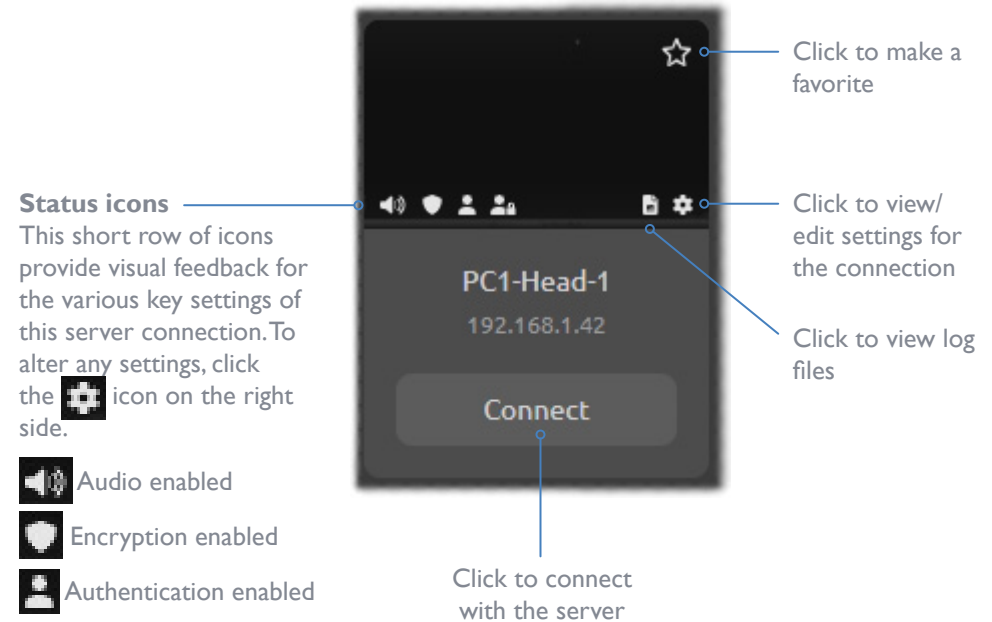 Click to make a
favorite
Status icons
This short row of icons
provide visual feedback for
the various key settings of
this server connection. To
alter any settings, click
the icon on the right
side.
Audio enabled
Encryption enabled
Authentication enabled
PC1-Head-1
192.168.1.42
Connect
Click to view/
edit settings for
the connection
Click to view log
files
Click to connect
with the server